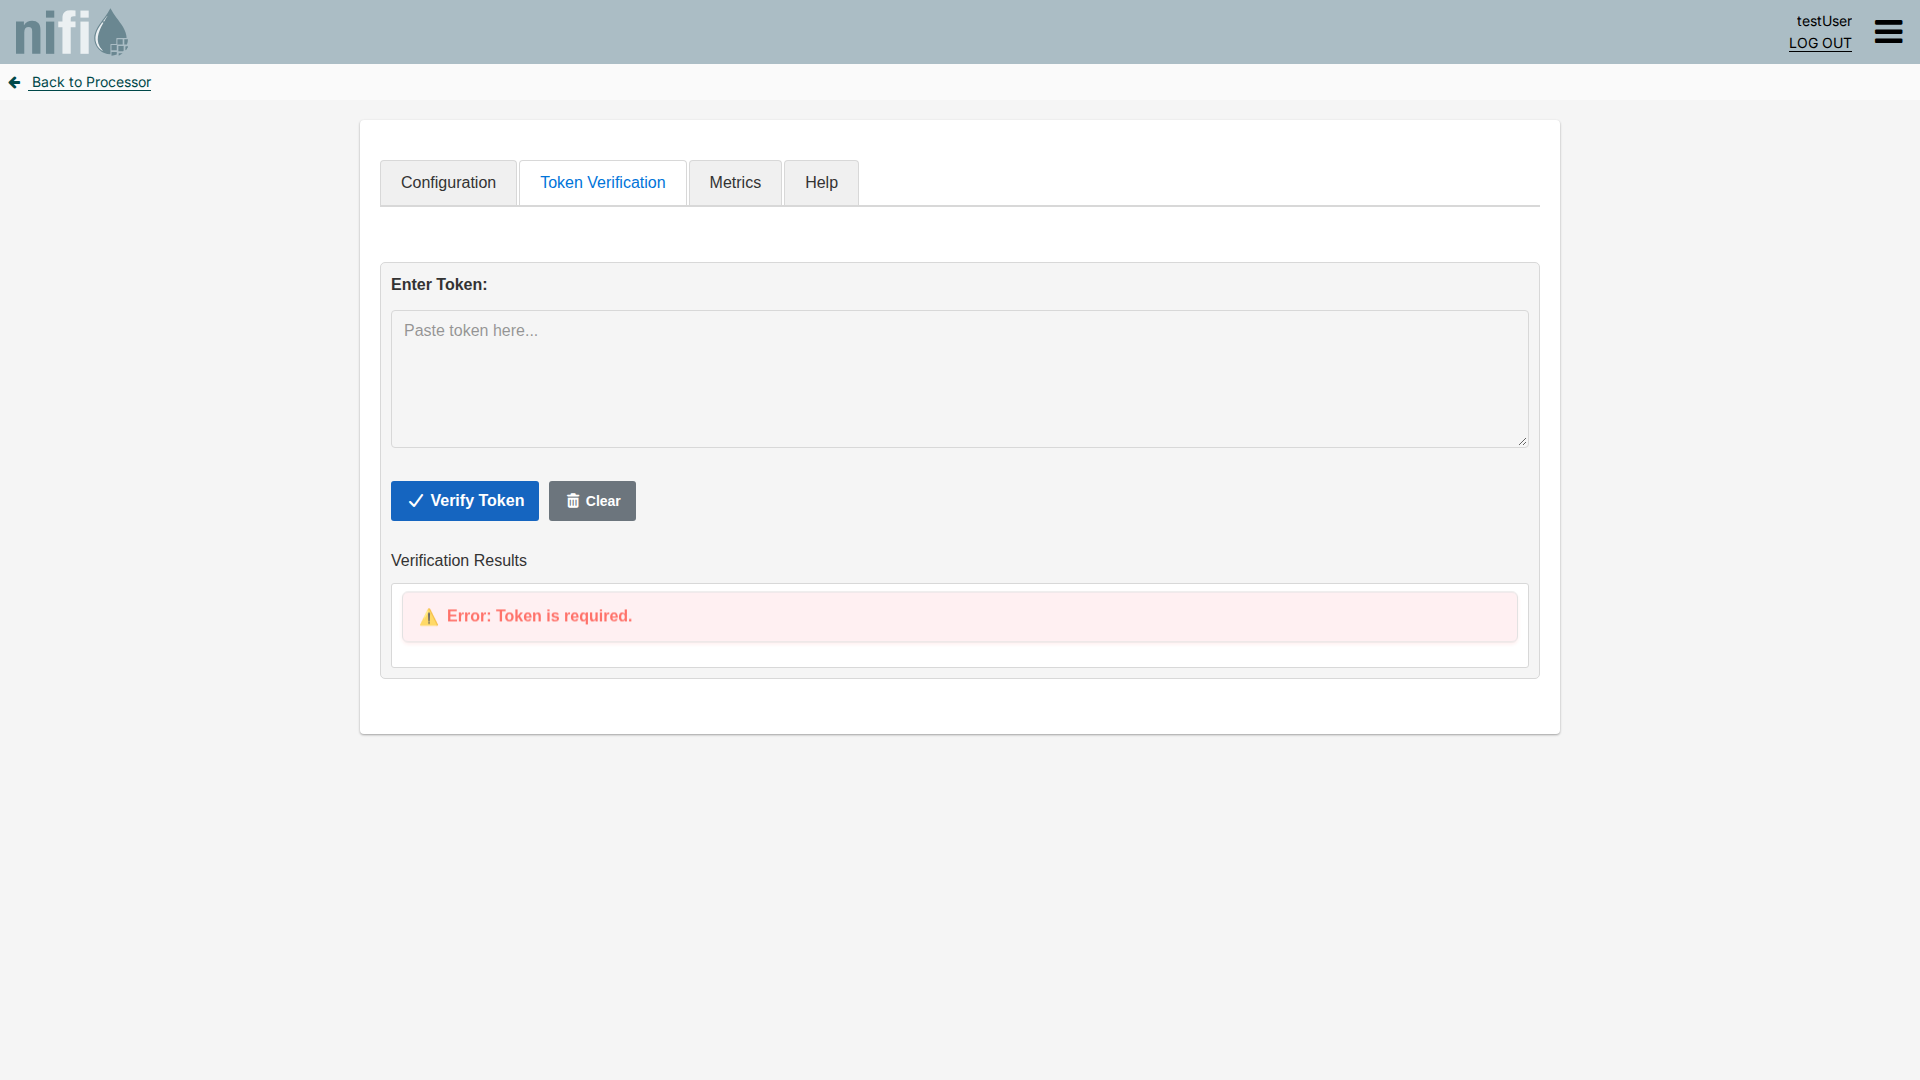 nifi
testUser
LOG OUT
Back to Processor
Configuration
Token Verification
Metrics
Help
Enter Token:
Paste token here...
Verify Token
Clear
Verification Results
Error: Token is required.